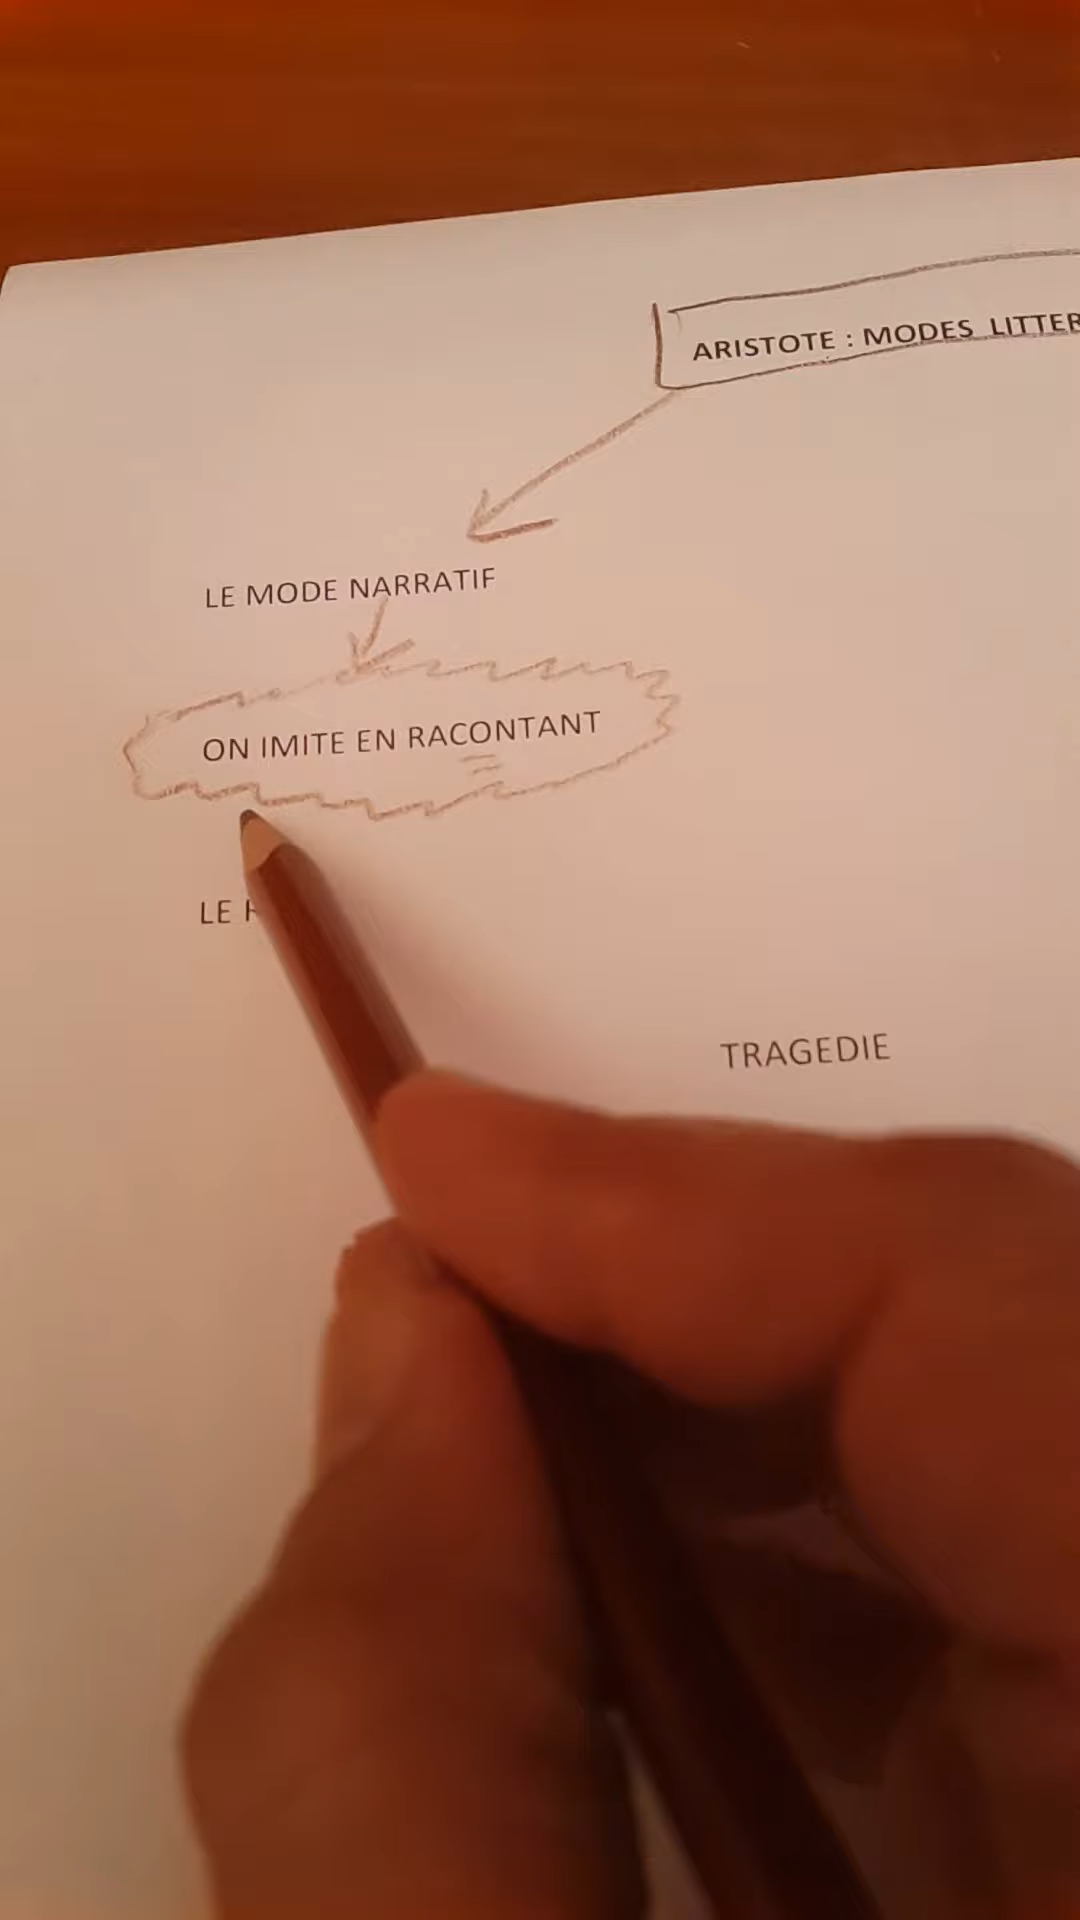 ARISTOTE : MODES LITTER
LE MODE NARRATIF
ON IMITE EN RACONTANT
LE
TRAGEDIE